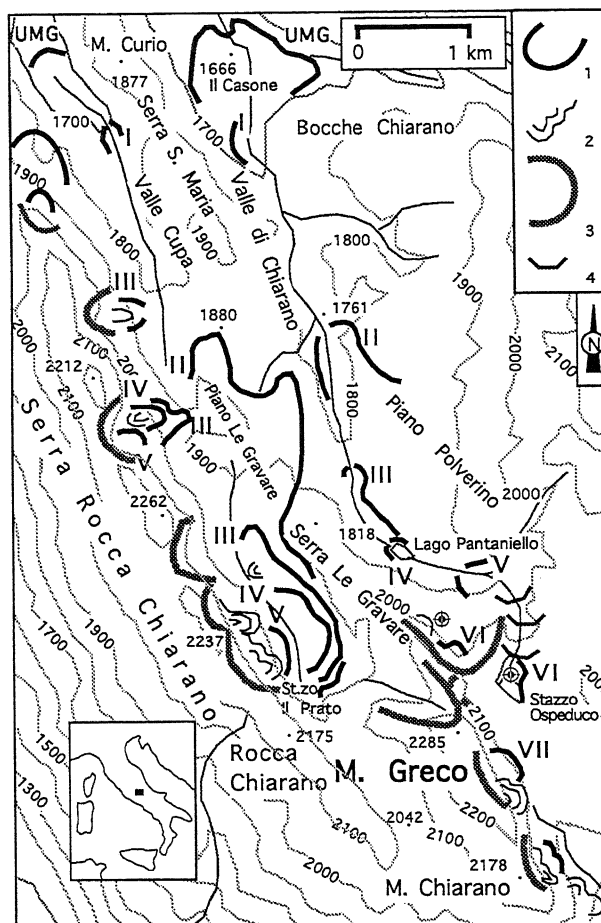 UMG
M. Curio
1877
1666
Il Casone
UMG
0 1 km
1
2
3
4
N
1700
I
1700
I
Bocche Chiarano
Serra S. Maria
Valle Cupa
Valle di Chiarano
1900
1800
1900
1800
1900
2000
2100
III
1880
1761
II
2000
2100
2212
2100
II
Piano Le Gravare
1800
Piano Polverino
IV
III
V
1900
2000
2262
III
III
1818
Lago Pantaniello
IV
V
Serra Le Gravare
2000
Serra Rocca Chiarano
IV
V
VI
VI
2237
St.zo
Il Prato
Stazzo
Ospeduco
1700
1900
2175
2285
2100
VII
Rocca
Chiarano
M. Greco
1500
1300
2042
2100
2200
2100
2000
2178
M. Chiarano